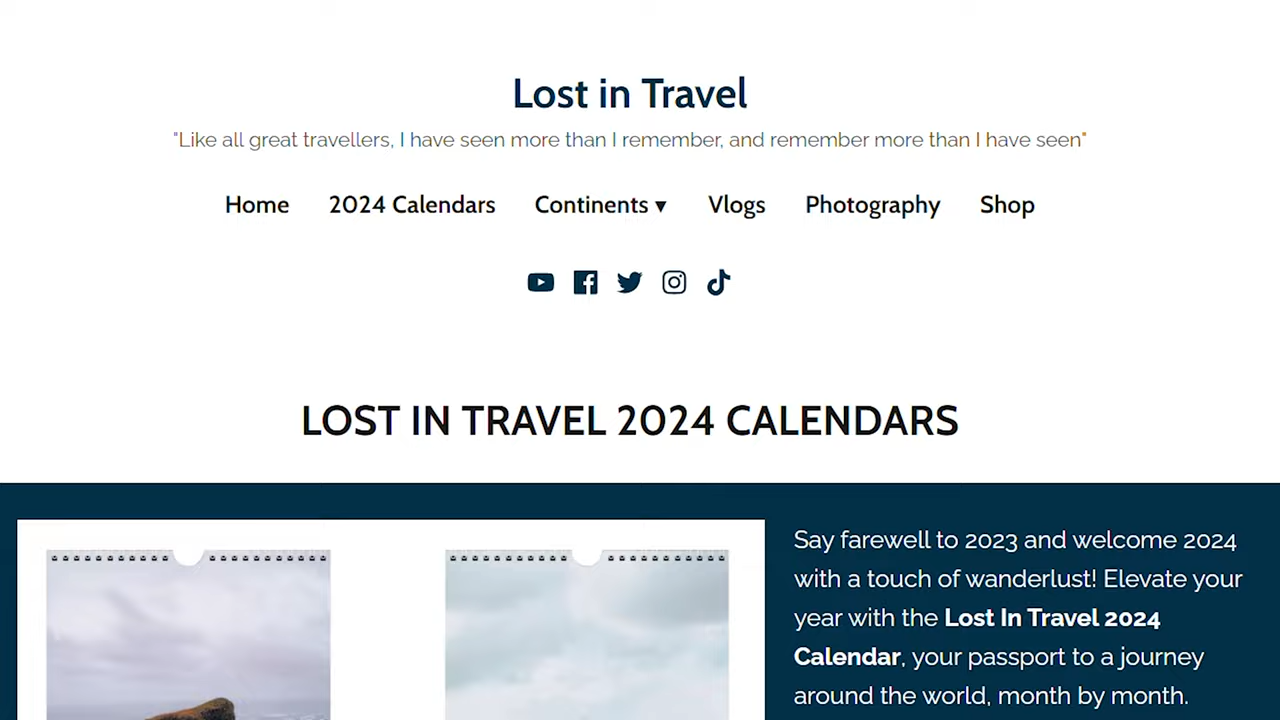 Lost in Travel
"Like all great travellers, I have seen more than I remember, and remember more than I have seen"
Home 2024 Calendars Continents ▾ Vlogs Photography Shop
LOST IN TRAVEL 2024 CALENDARS
Say farewell to 2023 and welcome 2024
with a touch of wanderlust! Elevate your
year with the Lost In Travel 2024
Calendar, your passport to a journey
around the world, month by month.